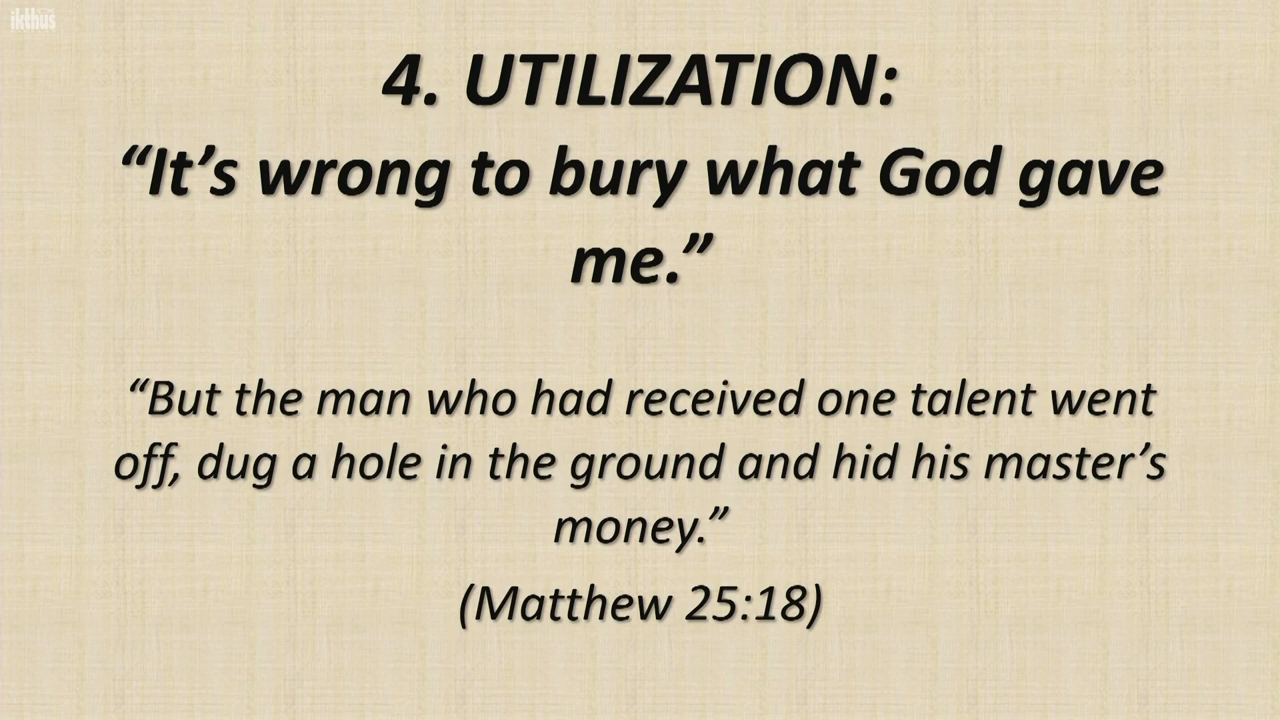 ikthus
4. UTILIZATION:
“It’s wrong to bury what God gave
me.”
“But the man who had received one talent went
off, dug a hole in the ground and hid his master’s
money.”
(Matthew 25:18)